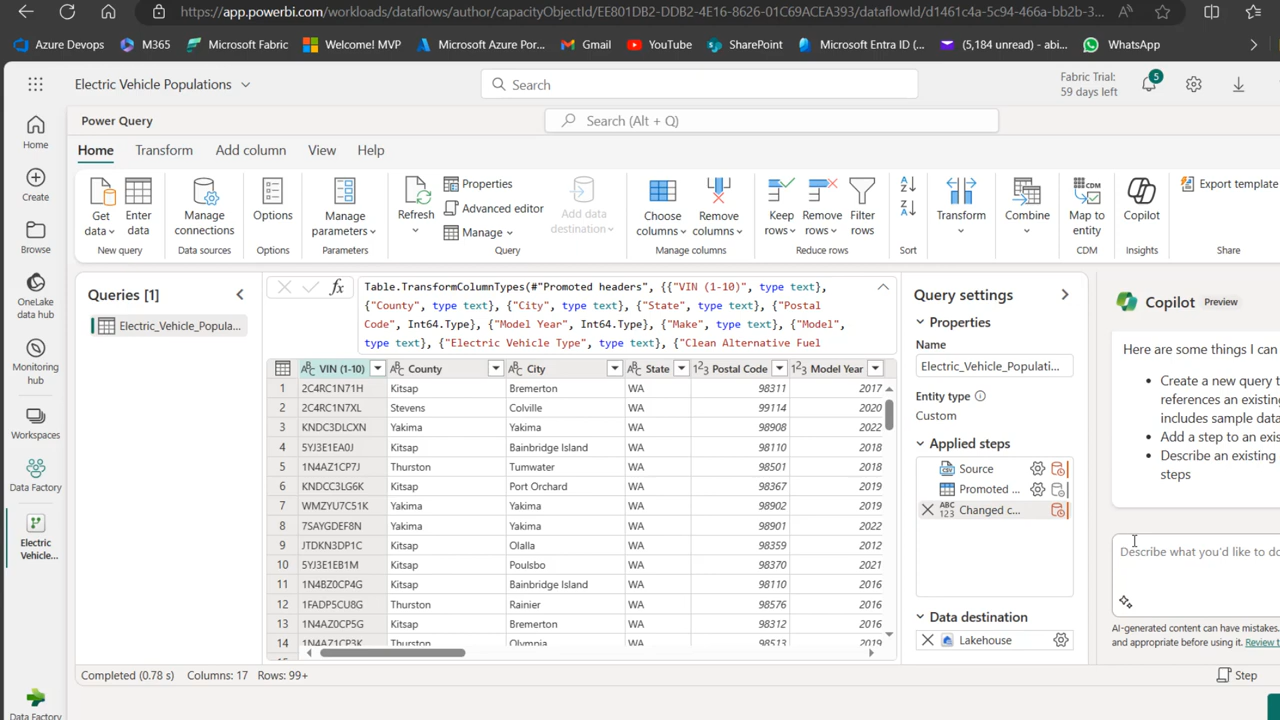 https://app.powerbi.com/workloads/dataflows/author/capacityObjectId/EE801DB2-DDB2-4E16-8626-01C69ACEA393/dataflowId/d1461c4a-5c94-466a-bb2b-3...
Azure Devops M365 Microsoft Fabric Welcome! MVP Microsoft Azure Por... Gmail YouTube SharePoint Microsoft Entra ID (... (5,184 unread) - abi... WhatsApp
Electric Vehicle Populations
Search
Fabric Trial:
59 days left
5
Power Query
Search (Alt + Q)
Home Transform Add column View Help
Get data
Enter data
New query
Manage connections
Data sources
Options
Options
Manage parameters
Parameters
Refresh
Properties
Advanced editor
Manage
Query
Add data destination
Choose columns
Remove columns
Manage columns
Keep rows
Remove rows
Filter rows
Reduce rows
Sort
Transform
Combine
Map to entity
CDM
Copilot
Insights
Export template
Share
Home
Create
Browse
OneLake data hub
Monitoring hub
Workspaces
Data Factory
Electric Vehicle...
Data Factory
Queries [1]
Electric_Vehicle_Popula...
fx
Table.TransformColumnTypes(#"Promoted headers", {{"VIN (1-10)", type text},
{"County", type text}, {"City", type text}, {"State", type text}, {"Postal
Code", Int64.Type}, {"Model Year", Int64.Type}, {"Make", type text}, {"Model",
type text}, {"Electric Vehicle Type", type text}, {"Clean Alternative Fuel
VIN (1-10) County City State Postal Code Model Year
1 2C4RC1N71H Kitsap Bremerton WA 98311 2017
2 2C4RC1N7XL Stevens Colville WA 99114 2020
3 KNDC3DLCXN Yakima Yakima WA 98908 2022
4 5YJ3E1EA0J Kitsap Bainbridge Island WA 98110 2018
5 1N4AZ1CP7J Thurston Tumwater WA 98501 2018
6 KNDCC3LG6K Kitsap Port Orchard WA 98367 2019
7 WMZYU7C51K Yakima Yakima WA 98902 2019
8 7SAYGDEF8N Yakima Yakima WA 98901 2022
9 JTDKN3DP1C Kitsap Olalla WA 98359 2012
10 5YJ3E1EB1M Kitsap Poulsbo WA 98370 2021
11 1N4BZ0CP4G Kitsap Bainbridge Island WA 98110 2016
12 1FADP5CU8G Thurston Rainier WA 98576 2016
13 1N4AZ0CP5G Kitsap Bremerton WA 98312 2016
14 1N4AZ1CP3K Thurston Olympia WA 98513 2019
Completed (0.78 s) Columns: 17 Rows: 99+
Step
Query settings
Properties
Name
Electric_Vehicle_Populati...
Entity type
Custom
Applied steps
Source
Promoted ...
Changed c...
Data destination
Lakehouse
Copilot Preview
Here are some things I can
Create a new query t
references an existing
includes sample data
Add a step to an exis
Describe an existing
steps
Describe what you'd like to do
AI-generated content can have mistakes.
and appropriate before using it. Review t